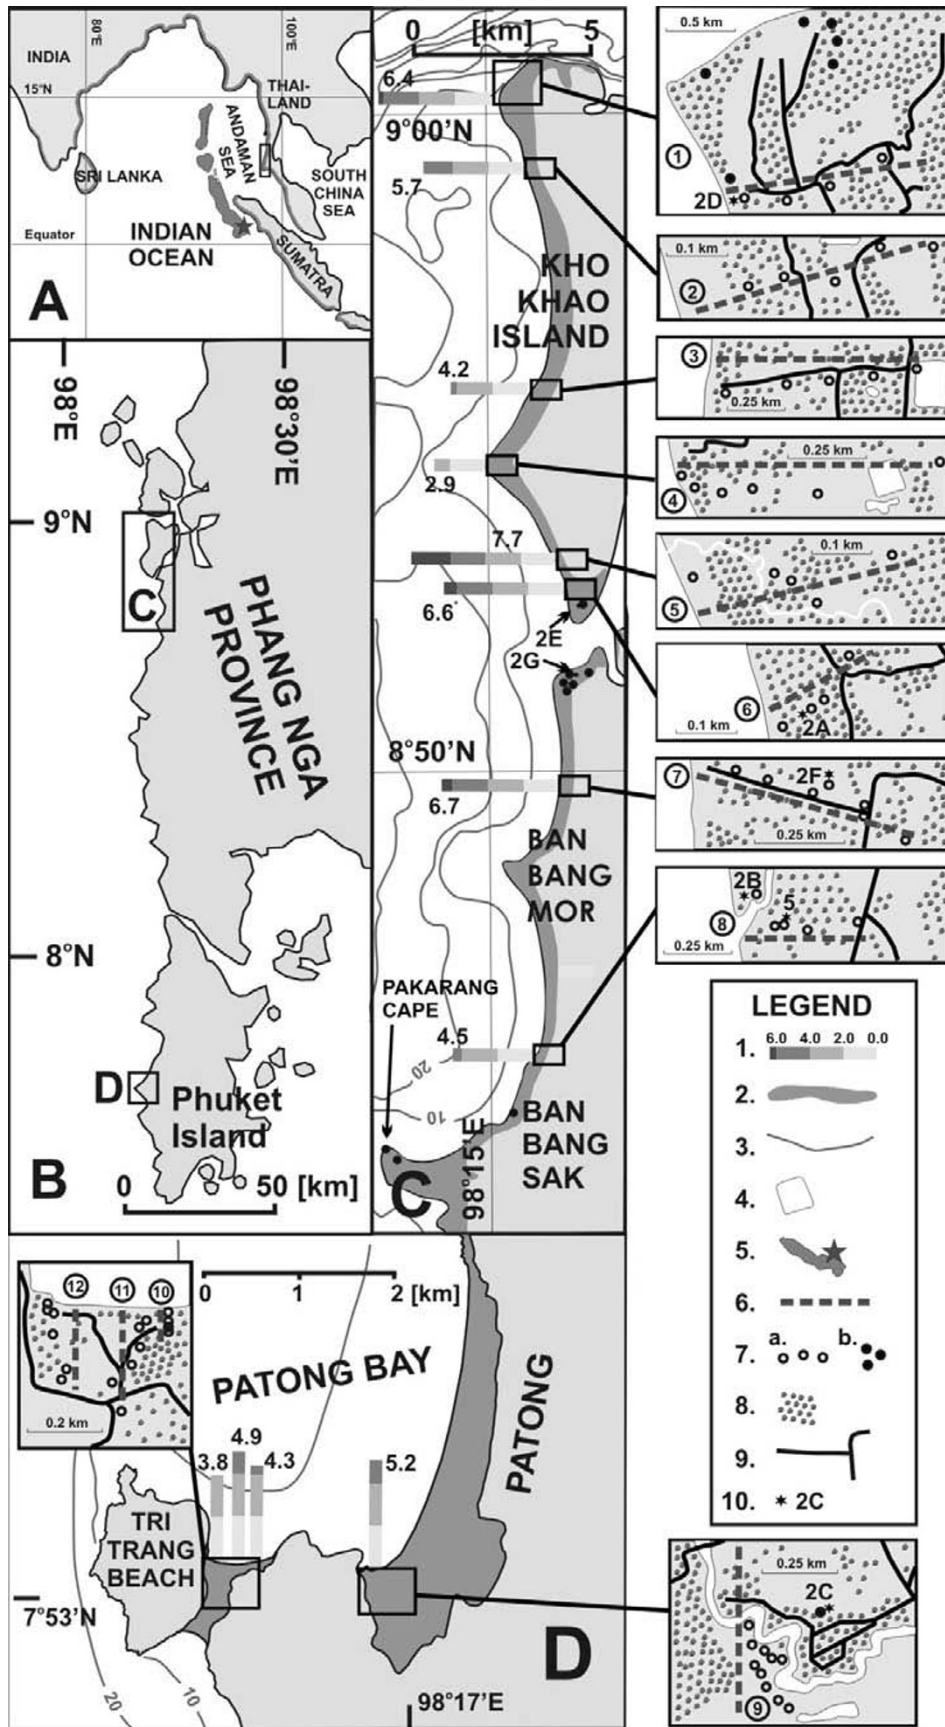 80°E
100°E
INDIA
15°N
THAI-
LAND
ANDAMAN
SEA
SRI LANKA
SOUTH
CHINA
SEA
INDIAN
OCEAN
Equator
SUMATRA
A
98°E
98°30'E
9°N
C
PHANG NGA
PROVINCE
8°N
D
Phuket
Island
B
0 50 [km]
0 [km] 5
6.4
9°00'N
5.7
KHO
KHAO
ISLAND
4.2
2.9
7.7
6.6
2E
2G
8°50'N
6.7
BAN
BANG
MOR
PAKARANG
CAPE
4.5
20
10
98°15'E
BAN
BANG
SAK
C
0.5 km
1
2D
0.1 km
2
3
0.25 km
0.25 km
4
0.1 km
5
6
0.1 km
2A
7
2F
0.25 km
2B
5
8
0.25 km
LEGEND
6.0 4.0 2.0 0.0
1.
2.
3.
4.
5.
6.
7. a. b.
8.
9.
10. 2C
12 11 10
0.2 km
0 1 2 [km]
PATONG BAY
PATONG
3.8 4.9 4.3
5.2
TRI
TRANG
BEACH
7°53'N
20
10
98°17'E
D
0.25 km
2C
9